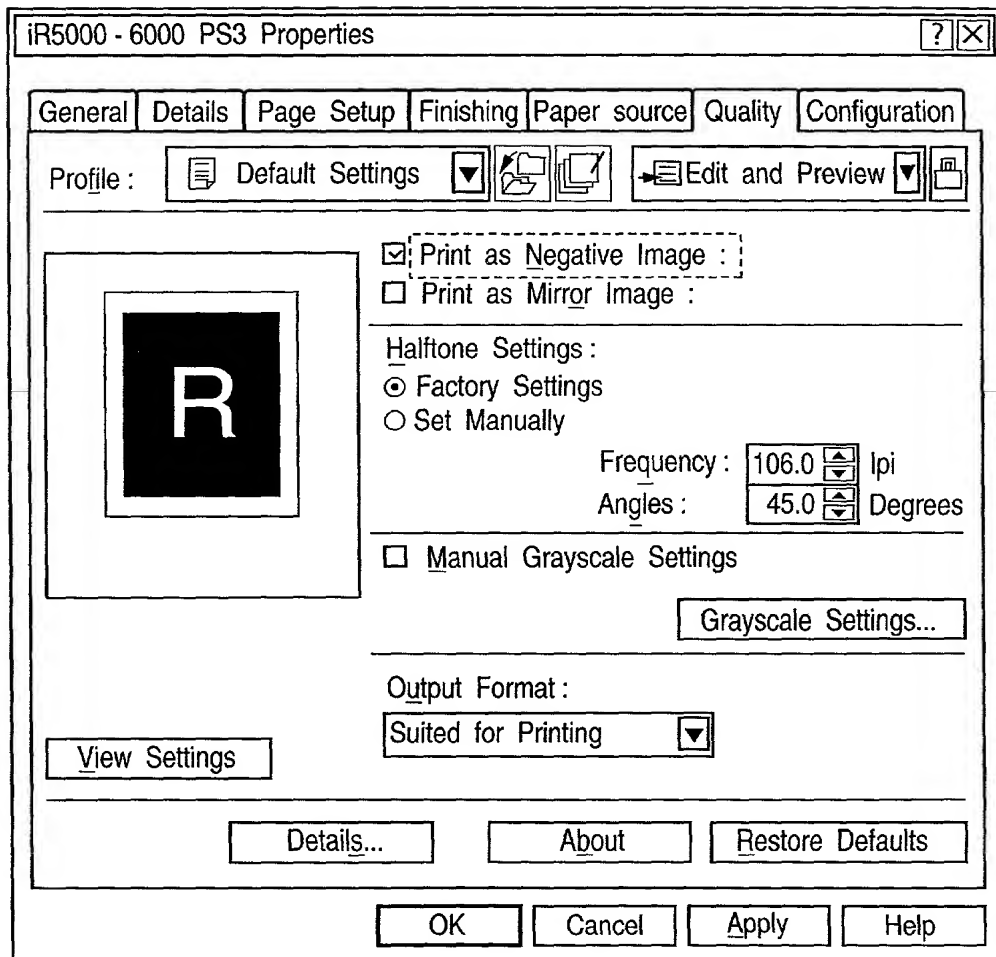 iR5000 - 6000 PS3 Properties ? X
General Details Page Setup Finishing Paper source Quality Configuration
Profile : Default Settings Edit and Preview
Print as Negative Image :
Print as Mirror Image :
R
Halftone Settings :
Factory Settings
Set Manually
Frequency : 106.0 lpi
Angles : 45.0 Degrees
Manual Grayscale Settings
Grayscale Settings...
Output Format :
Suited for Printing
View Settings
Details... About Restore Defaults
OK Cancel Apply Help